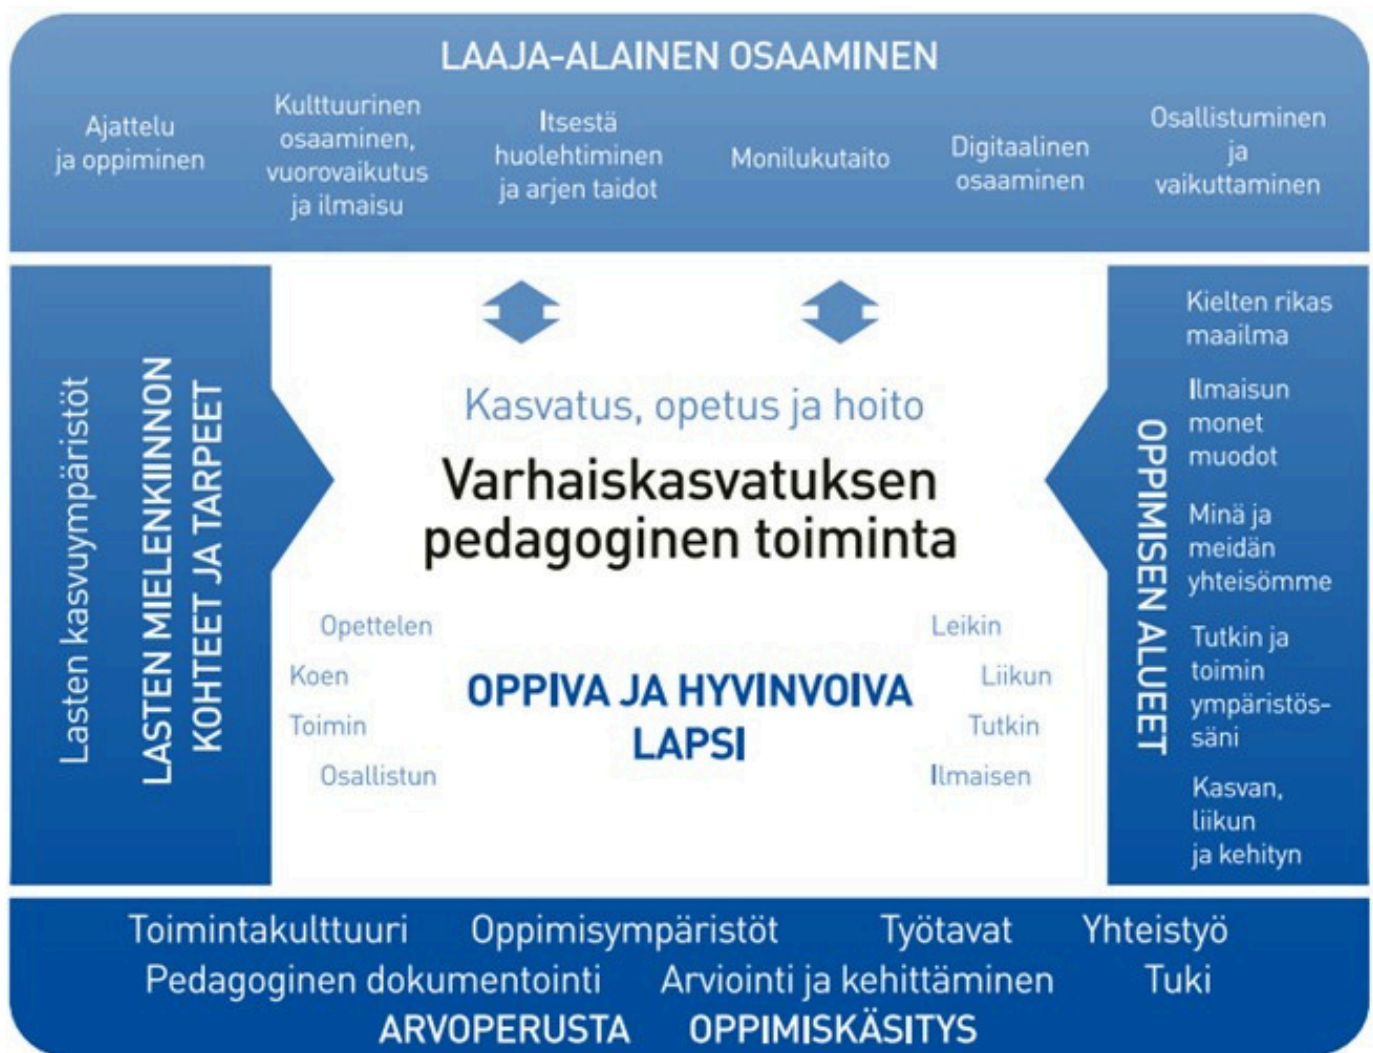 LAAJA-ALAINEN OSAAMINEN
Ajattelu
ja oppiminen
Kulttuurinen
osaaminen,
vuorovaikutus
ja ilmaisu
Itsestä
huolehtiminen
ja arjen taidot
Monilukutaito
Digitaalinen
osaaminen
Osallistuminen
ja
vaikuttaminen
Lasten kasvuympäristöt
LASTEN MIELENKIINNON
KOHTEET JA TARPEET
Kasvatus, opetus ja hoito
Varhaiskasvatuksen
pedagoginen toiminta
Opettelen
Koen
Toimin
Osallistun
OPPIVA JA HYVINVOIVA
LAPSI
Leikin
Liikun
Tutkin
Ilmaisen
OPPIMISEN ALUEET
Kielten rikas
maailma
Ilmaisun
monet
muodot
Minä ja
meidän
yhteisömme
Tutkin ja
toimin
ympäristös-
säni
Kasvan,
liikun
ja kehityn
Toimintakulttuuri Oppimisympäristöt Työtavat Yhteistyö
Pedagoginen dokumentointi Arviointi ja kehittäminen Tuki
ARVOPERUSTA OPPIMISKÄSITYS